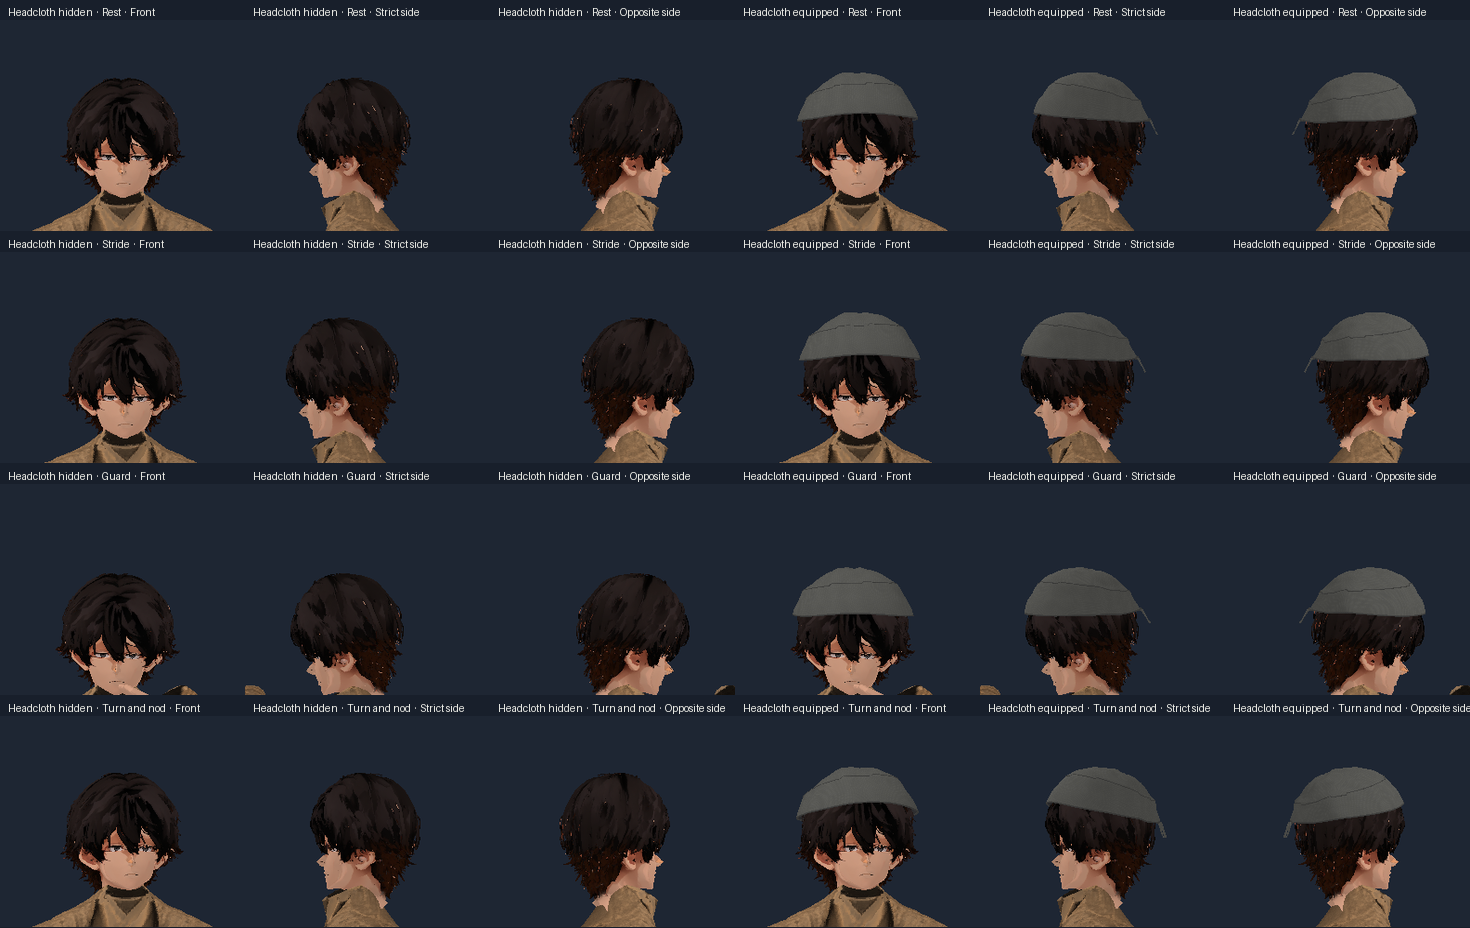 Headcloth hidden · Rest · Front
Headcloth hidden · Rest · Strict side
Headcloth hidden · Rest · Opposite side
Headcloth equipped · Rest · Front
Headcloth equipped · Rest · Strict side
Headcloth equipped · Rest · Opposite side
Headcloth hidden · Stride · Front
Headcloth hidden · Stride · Strict side
Headcloth hidden · Stride · Opposite side
Headcloth equipped · Stride · Front
Headcloth equipped · Stride · Strict side
Headcloth equipped · Stride · Opposite side
Headcloth hidden · Guard · Front
Headcloth hidden · Guard · Strict side
Headcloth hidden · Guard · Opposite side
Headcloth equipped · Guard · Front
Headcloth equipped · Guard · Strict side
Headcloth equipped · Guard · Opposite side
Headcloth hidden · Turn and nod · Front
Headcloth hidden · Turn and nod · Strict side
Headcloth hidden · Turn and nod · Opposite side
Headcloth equipped · Turn and nod · Front
Headcloth equipped · Turn and nod · Strict side
Headcloth equipped · Turn and nod · Opposite side